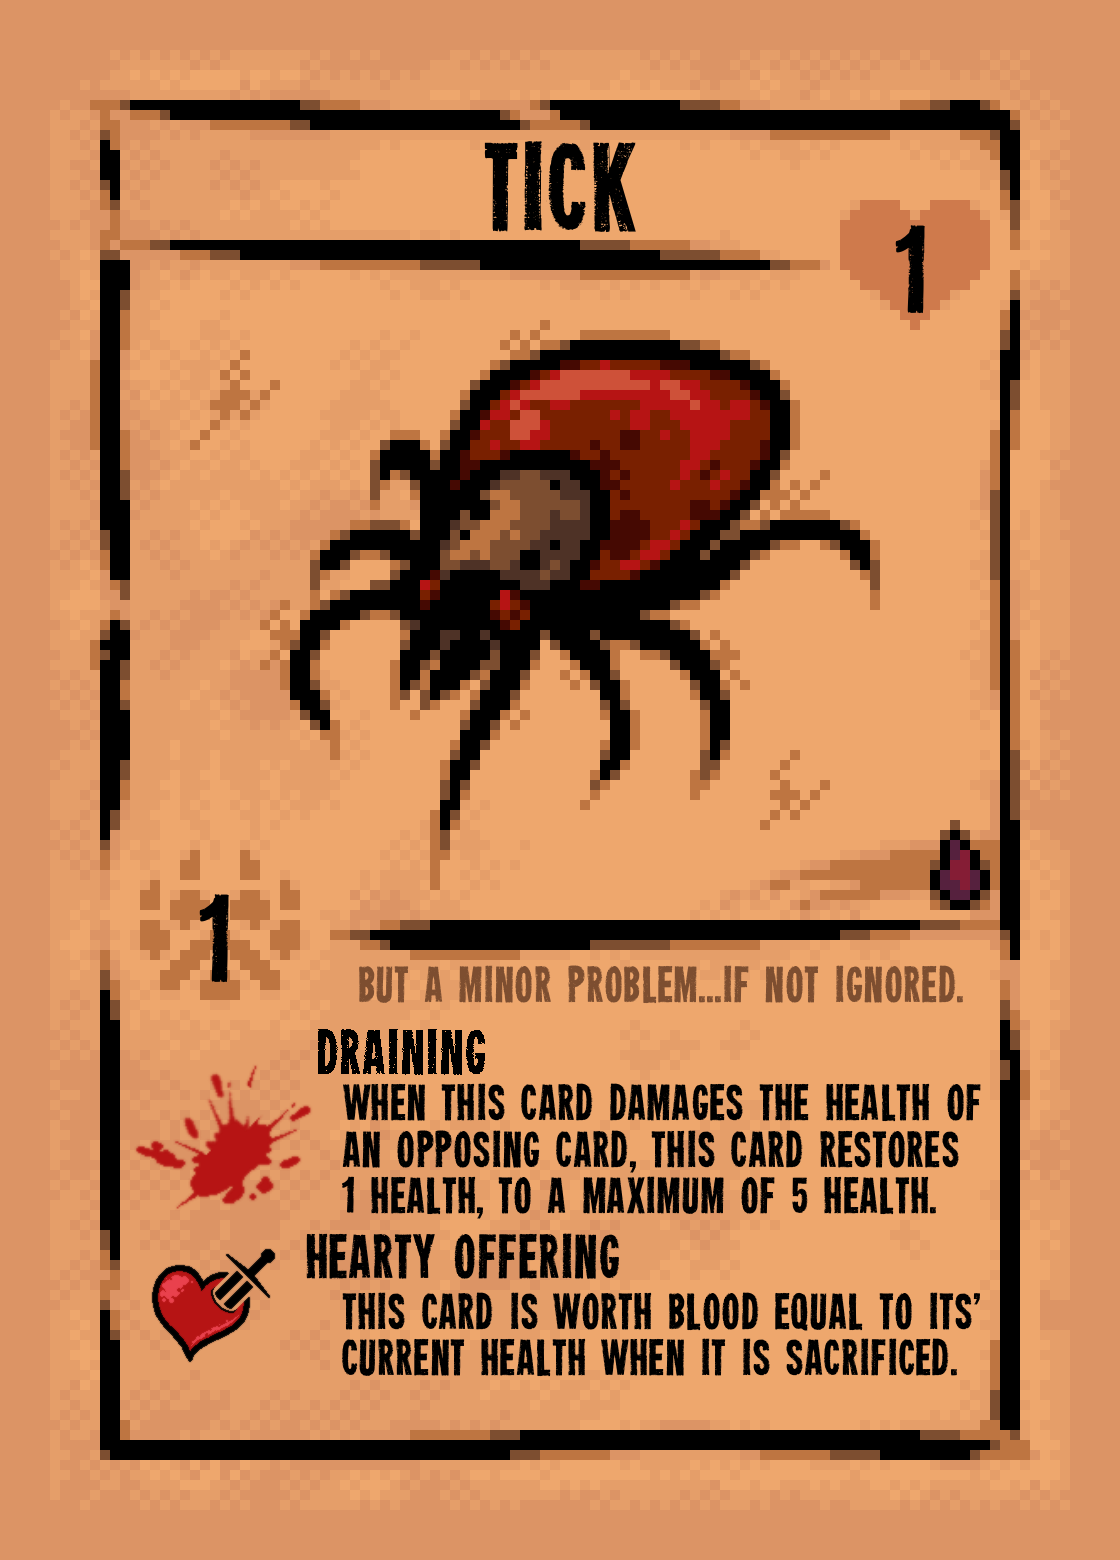 TICK
1
1
BUT A MINOR PROBLEM...IF NOT IGNORED.
DRAINING
WHEN THIS CARD DAMAGES THE HEALTH OF
AN OPPOSING CARD, THIS CARD RESTORES
1 HEALTH, TO A MAXIMUM OF 5 HEALTH.
HEARTY OFFERING
THIS CARD IS WORTH BLOOD EQUAL TO ITS'
CURRENT HEALTH WHEN IT IS SACRIFICED.